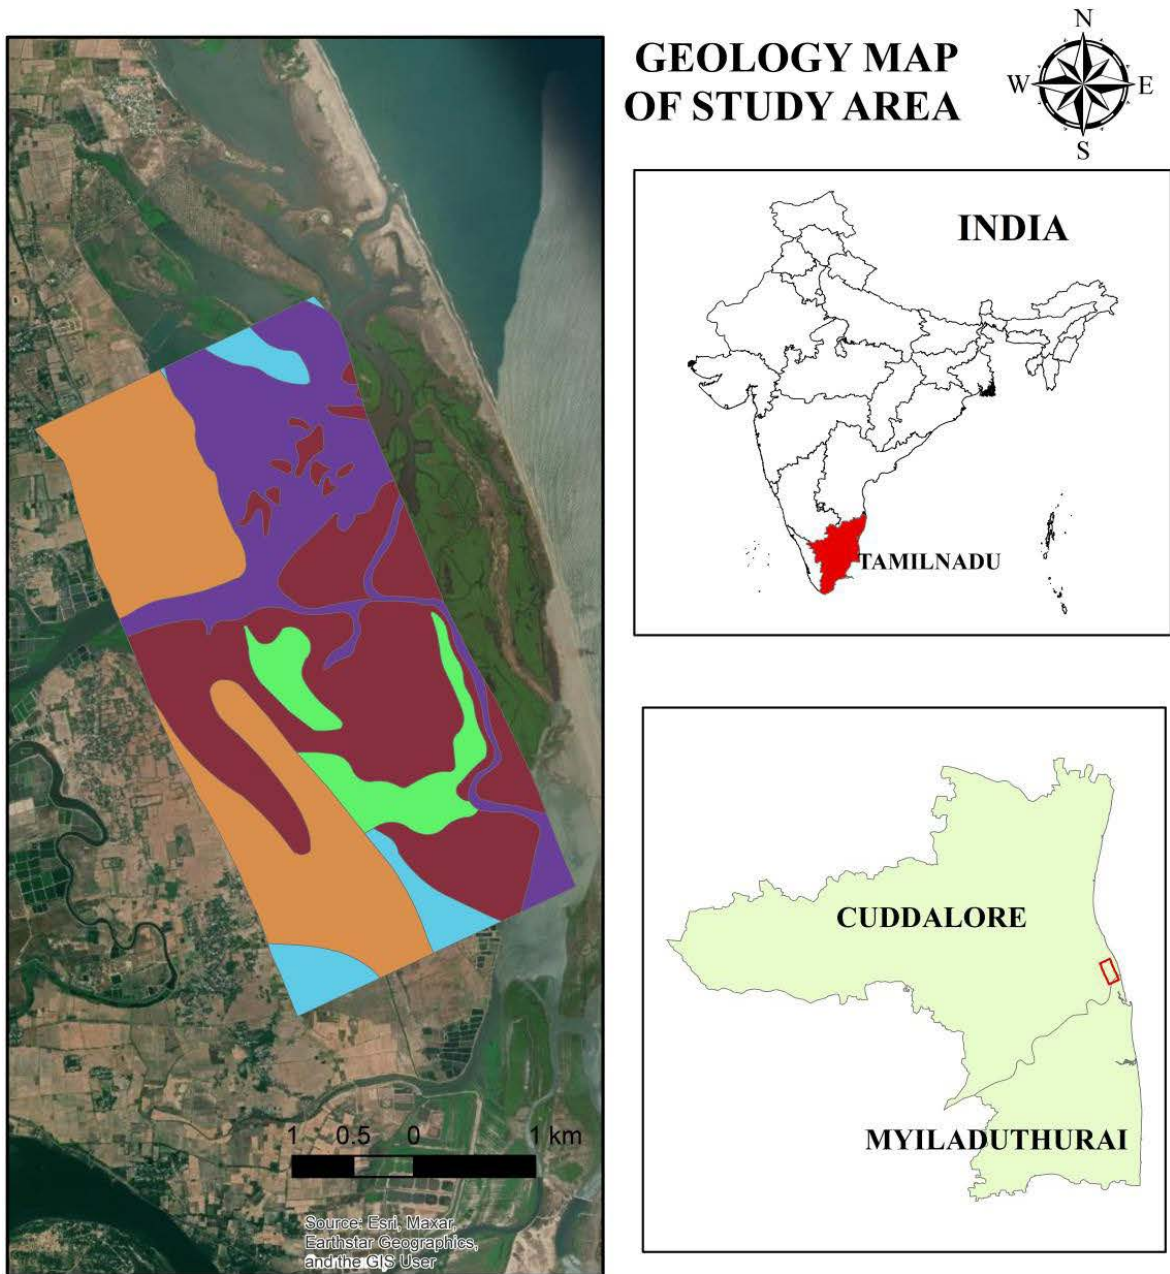 GEOLOGY MAP
OF STUDY AREA
N
W
E
S
INDIA
TAMILNADU
CUDDALORE
MYILADUTHURAI
1 0.5 0 1 km
Source: Esri, Maxar,
Earthstar Geographics,
and the GIS User